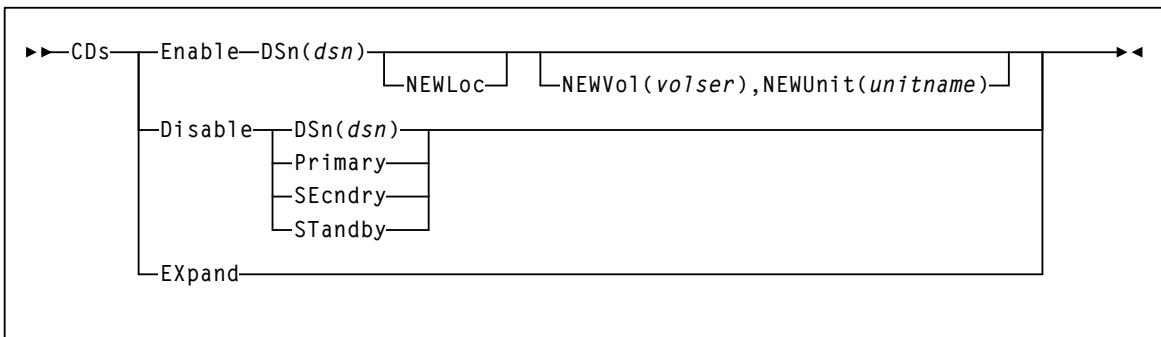 CDs Enable DSn(dsn)
NEWLoc NEWVol(volser),NEWUnit(unitname)
Disable DSn(dsn)
Primary
SEcndry
STandby
EXpand